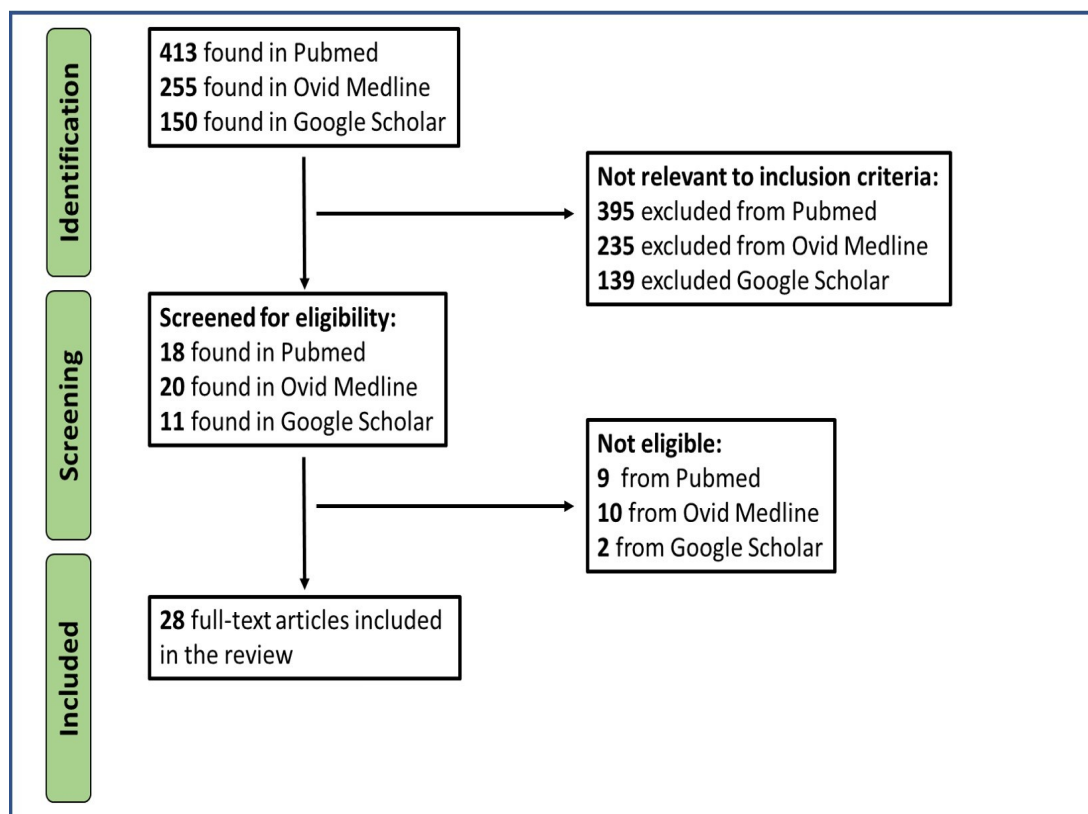 Identification
413 found in Pubmed
255 found in Ovid Medline
150 found in Google Scholar
Not relevant to inclusion criteria:
395 excluded from Pubmed
235 excluded from Ovid Medline
139 excluded Google Scholar
Screening
Screened for eligibility:
18 found in Pubmed
20 found in Ovid Medline
11 found in Google Scholar
Not eligible:
9 from Pubmed
10 from Ovid Medline
2 from Google Scholar
Included
28 full-text articles included
in the review